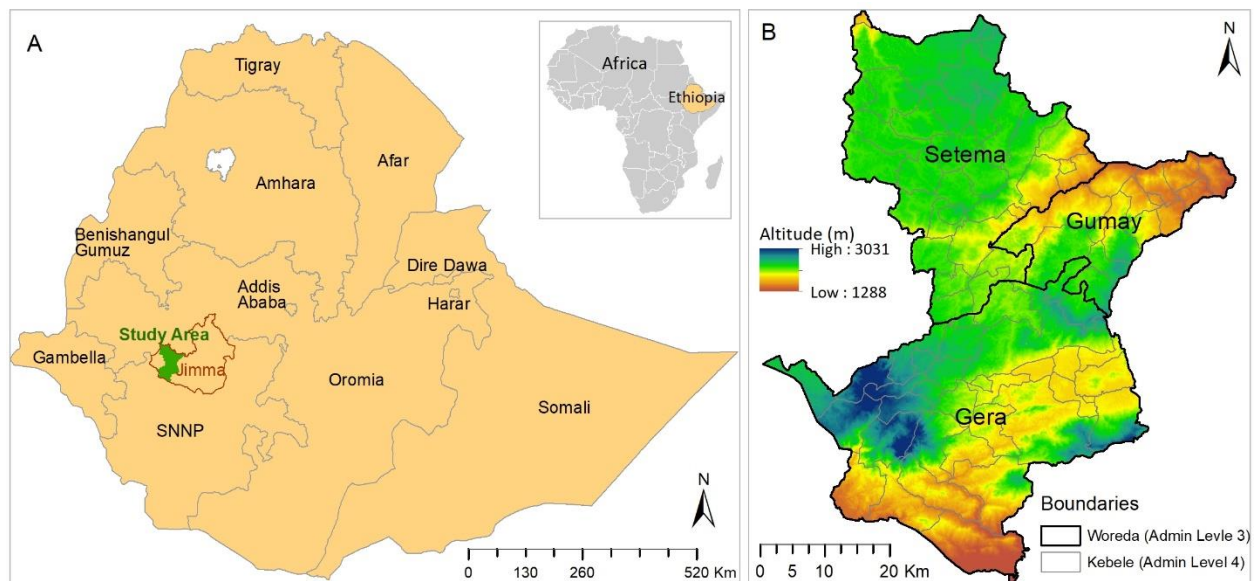 A
Tigray
Afar
Amhara
Benishangul
Gumuz
Dire Dawa
Addis
Ababa
Harar
Study Area
Gambella
Jimma
Oromia
Somali
SNNP
N
0 130 260 520 Km
Africa
Ethiopia
B
N
Setema
Gumay
Altitude (m)
High : 3031
Low : 1288
Gera
Boundaries
Woreda (Admin Levle 3)
Kebele (Admin Level 4)
0 5 10 20 Km